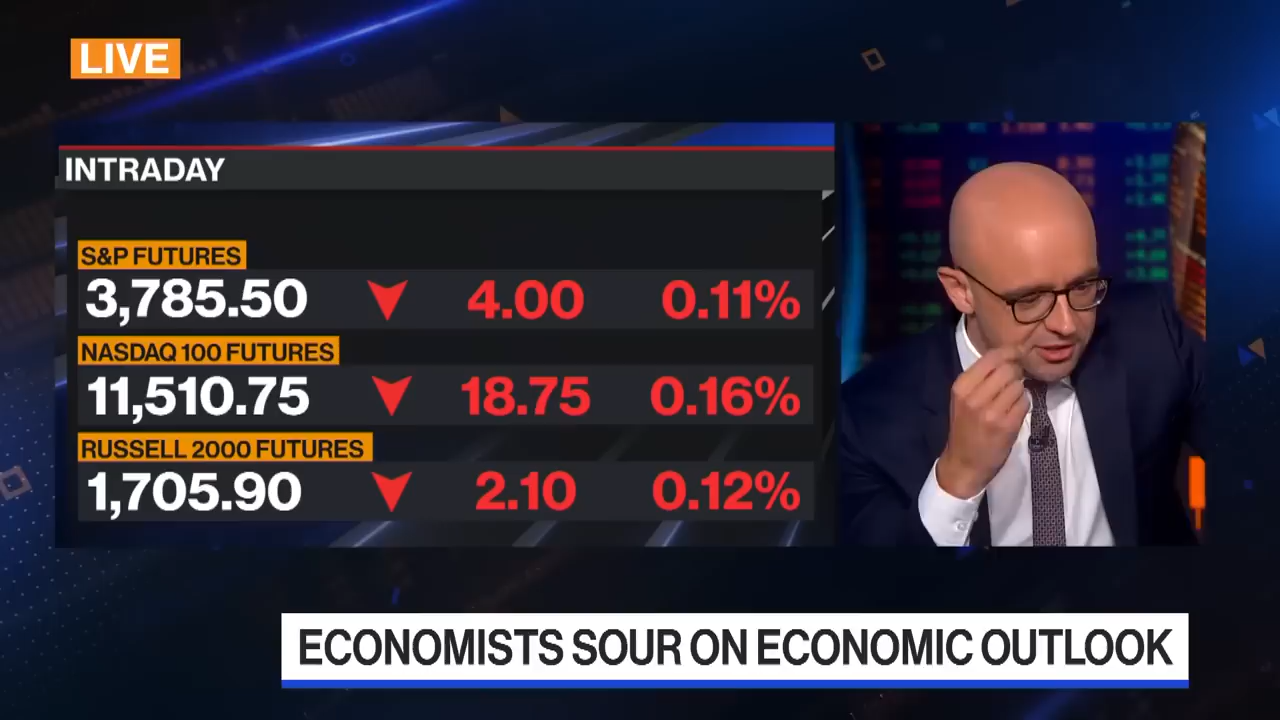 LIVE
INTRADAY
S&P FUTURES
3,785.50 4.00 0.11%
NASDAQ 100 FUTURES
11,510.75 18.75 0.16%
RUSSELL 2000 FUTURES
1,705.90 2.10 0.12%
ECONOMISTS SOUR ON ECONOMIC OUTLOOK